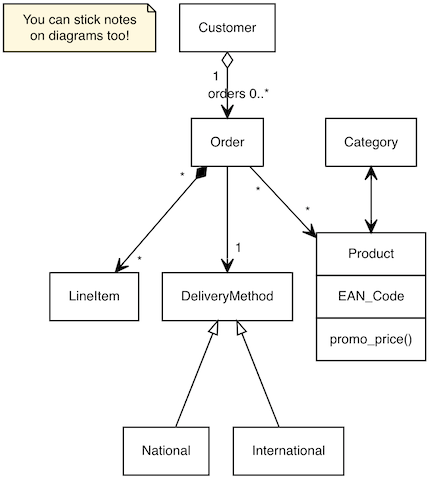 You can stick notes
on diagrams too!
Customer
1
orders 0..*
Order
Category
*
*
*
*
1
Product
EAN_Code
promo_price()
LineItem
DeliveryMethod
National
International